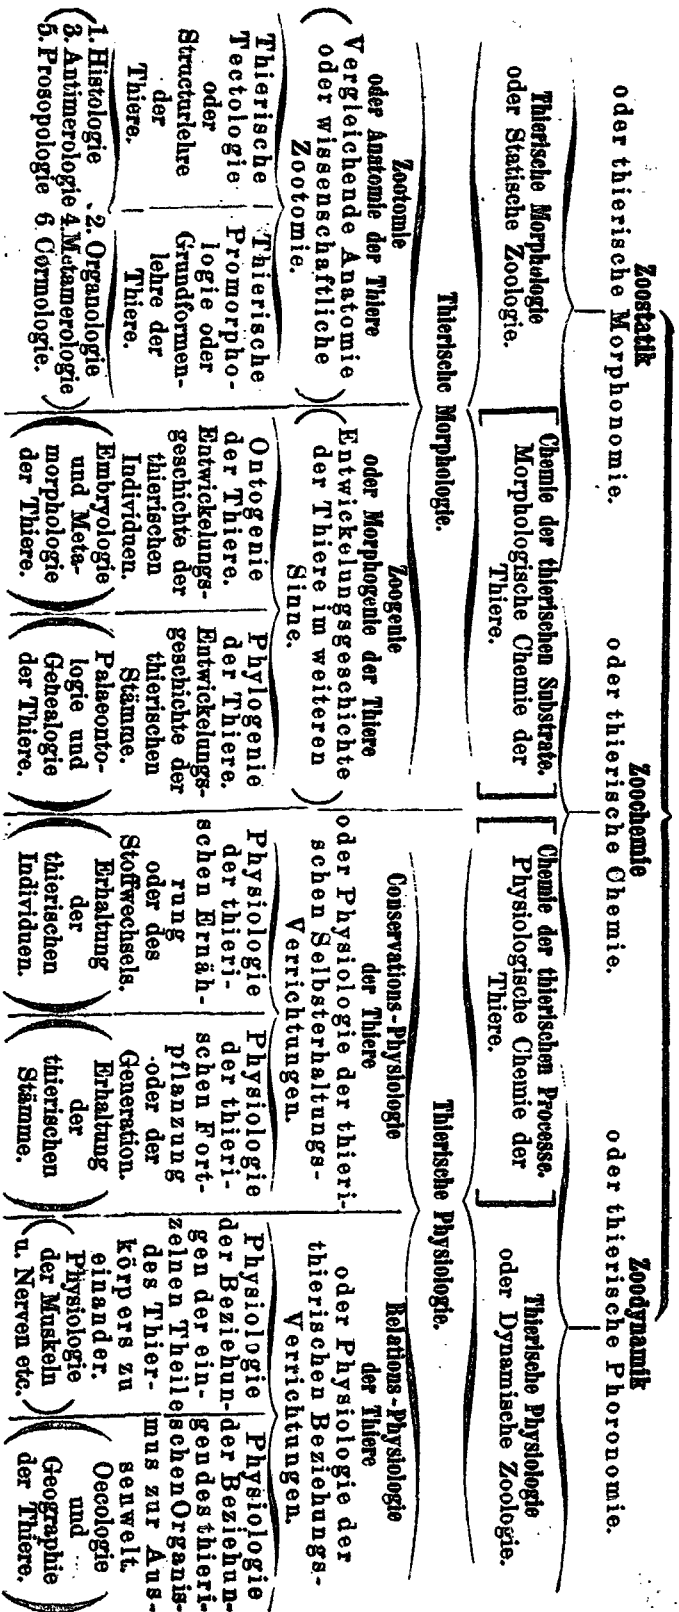 Zoostatik
oder thierische Morphonomie.
Zoochemie
oder thierische Chemie.
Zoodynamik
oder thierische Phoronomie.
Thierische Morphologie
oder Statische Zoologie.
Chemie der thierischen Substrate.
Morphologische Chemie der
Thiere.
Chemie der thierischen Processe.
Physiologische Chemie der
Thiere.
Thierische Physiologie
oder Dynamische Zoologie.
Thierische Morphologie.
Thierische Physiologie.
Zootomie
oder Anatomie der Thiere
Vergleichende Anatomie
oder wissenschaftliche
Zootomie.
Zoogenie
oder Morphogenie der Thiere
Entwickelungsgeschichte
der Thiere im weiteren
Sinne.
Conservations-Physiologie
der Thiere
oder Physiologie der thieri-
schen Selbsterhaltungs-
Verrichtungen.
Relations-Physiologie
der Thiere
oder Physiologie der
thierischen Beziehungs-
Verrichtungen.
Thierische
Tectologie
oder
Structurlehre
der
Thiere.
Thierische
Promorpho-
logie oder
Grundformen-
lehre der
Thiere.
1. Histologie 2. Organologie
3. Antimerologie 4. Metamerologie
5. Prosopologie 6. Cormologie.
Ontogenie
der Thiere.
Entwickelungs-
geschichte der
thierischen
Individuen.
Embryologie
und Meta-
morphologie
der Thiere.
Phylogenie
der Thiere.
Entwickelungs-
geschichte der
thierischen
Stämme.
Palaeonto-
logie und
Genealogie
der Thiere.
Physiologie
der thieri-
schen Ernäh-
rung
oder des
Stoffwechsels.
Erhaltung
der
thierischen
Individuen.
Physiologie
der thieri-
schen Fort-
pflanzung
oder der
Generation.
Erhaltung
der
thierischen
Stämme.
Physiologie
der Beziehun-
gen der ein-
zelnen Theile
des Thier-
körpers zu
einander.
Physiologie
der Muskeln
u. Nerven etc.
Physiologie
der Beziehun-
gen des thieri-
schen Organis-
mus zur Aus-
senwelt.
Oecologie
und
Geographie
der Thiere.